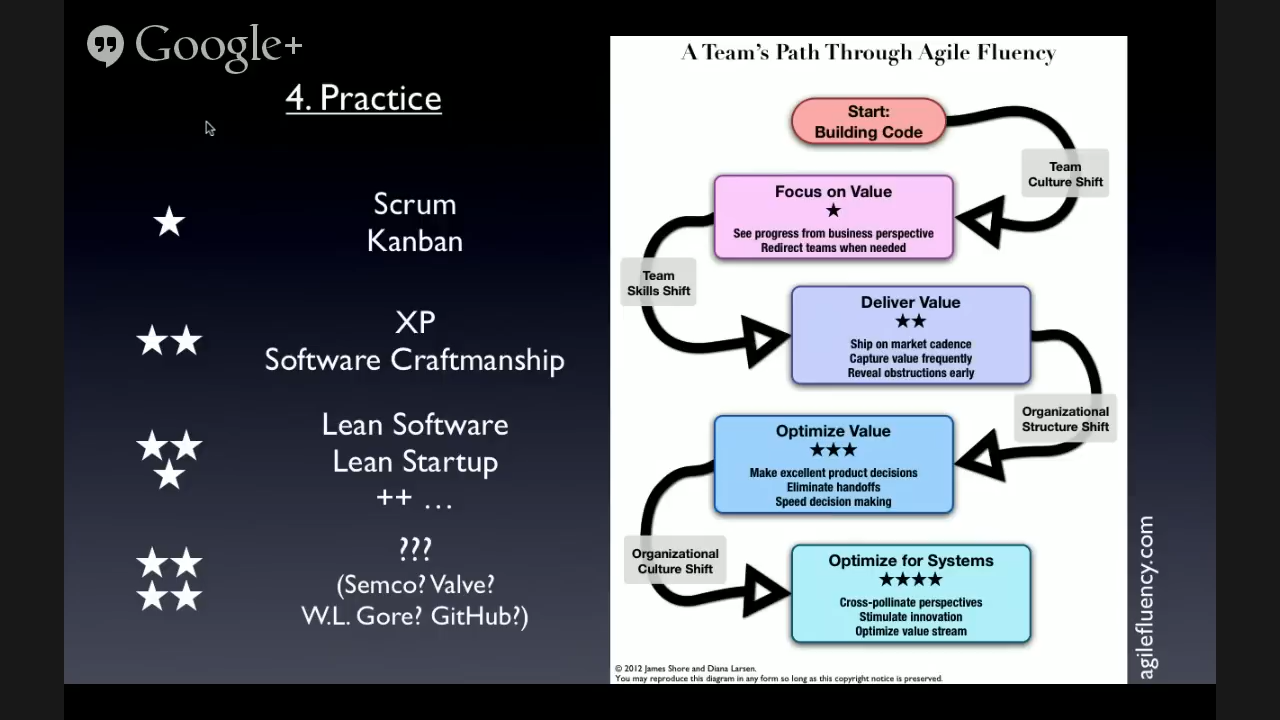 Google+
4. Practice
★
Scrum
Kanban
★★
XP
Software Craftmanship
★★
★
Lean Software
Lean Startup
++ …
★★
★★
???
(Semco? Valve?
W.L. Gore? GitHub?)
A Team's Path Through Agile Fluency
Start:
Building Code
Team
Culture Shift
Focus on Value
★
See progress from business perspective
Redirect teams when needed
Team
Skills Shift
Deliver Value
★★
Ship on market cadence
Capture value frequently
Reveal obstructions early
Organizational
Structure Shift
Optimize Value
★★★
Make excellent product decisions
Eliminate handoffs
Speed decision making
Organizational
Culture Shift
Optimize for Systems
★★★★
Cross-pollinate perspectives
Stimulate innovation
Optimize value stream
© 2012 James Shore and Diana Larsen.
You may reproduce this diagram in any form so long as this copyright notice is preserved.
agilefluency.com